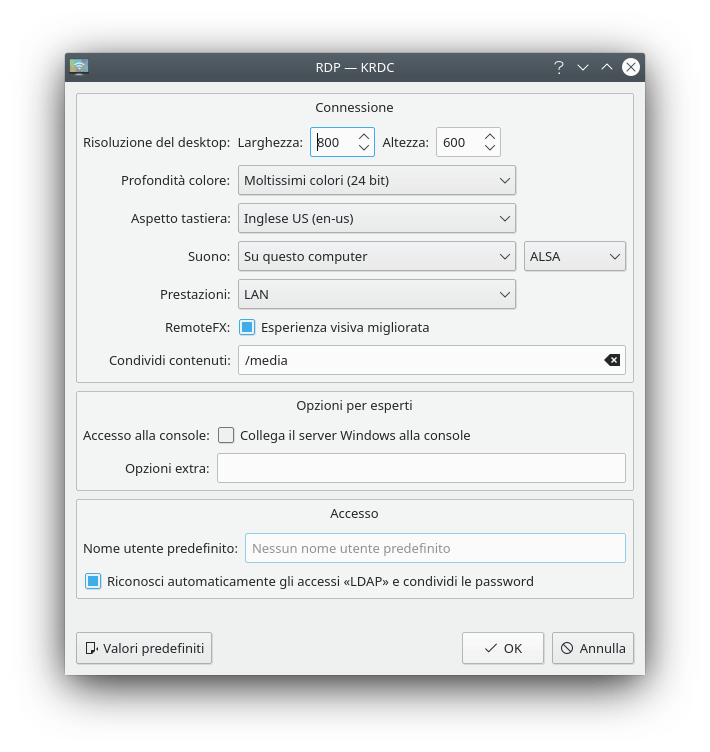 RDP — KRDC
Connessione
Risoluzione del desktop: Larghezza: 800 Altezza: 600
Profondità colore: Moltissimi colori (24 bit)
Aspetto tastiera: Inglese US (en-us)
Suono: Su questo computer ALSA
Prestazioni: LAN
RemoteFX: Esperienza visiva migliorata
Condividi contenuti: /media
Opzioni per esperti
Accesso alla console: Collega il server Windows alla console
Opzioni extra:
Accesso
Nome utente predefinito: Nessun nome utente predefinito
Riconosci automaticamente gli accessi «LDAP» e condividi le password
Valori predefiniti OK Annulla